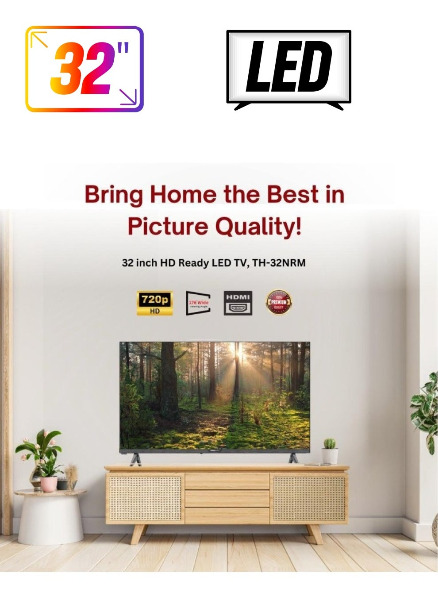 32"
LED
Bring Home the Best in
Picture Quality!
32 inch HD Ready LED TV, TH-32NRM
720p
HD
HDMI
PREMIUM